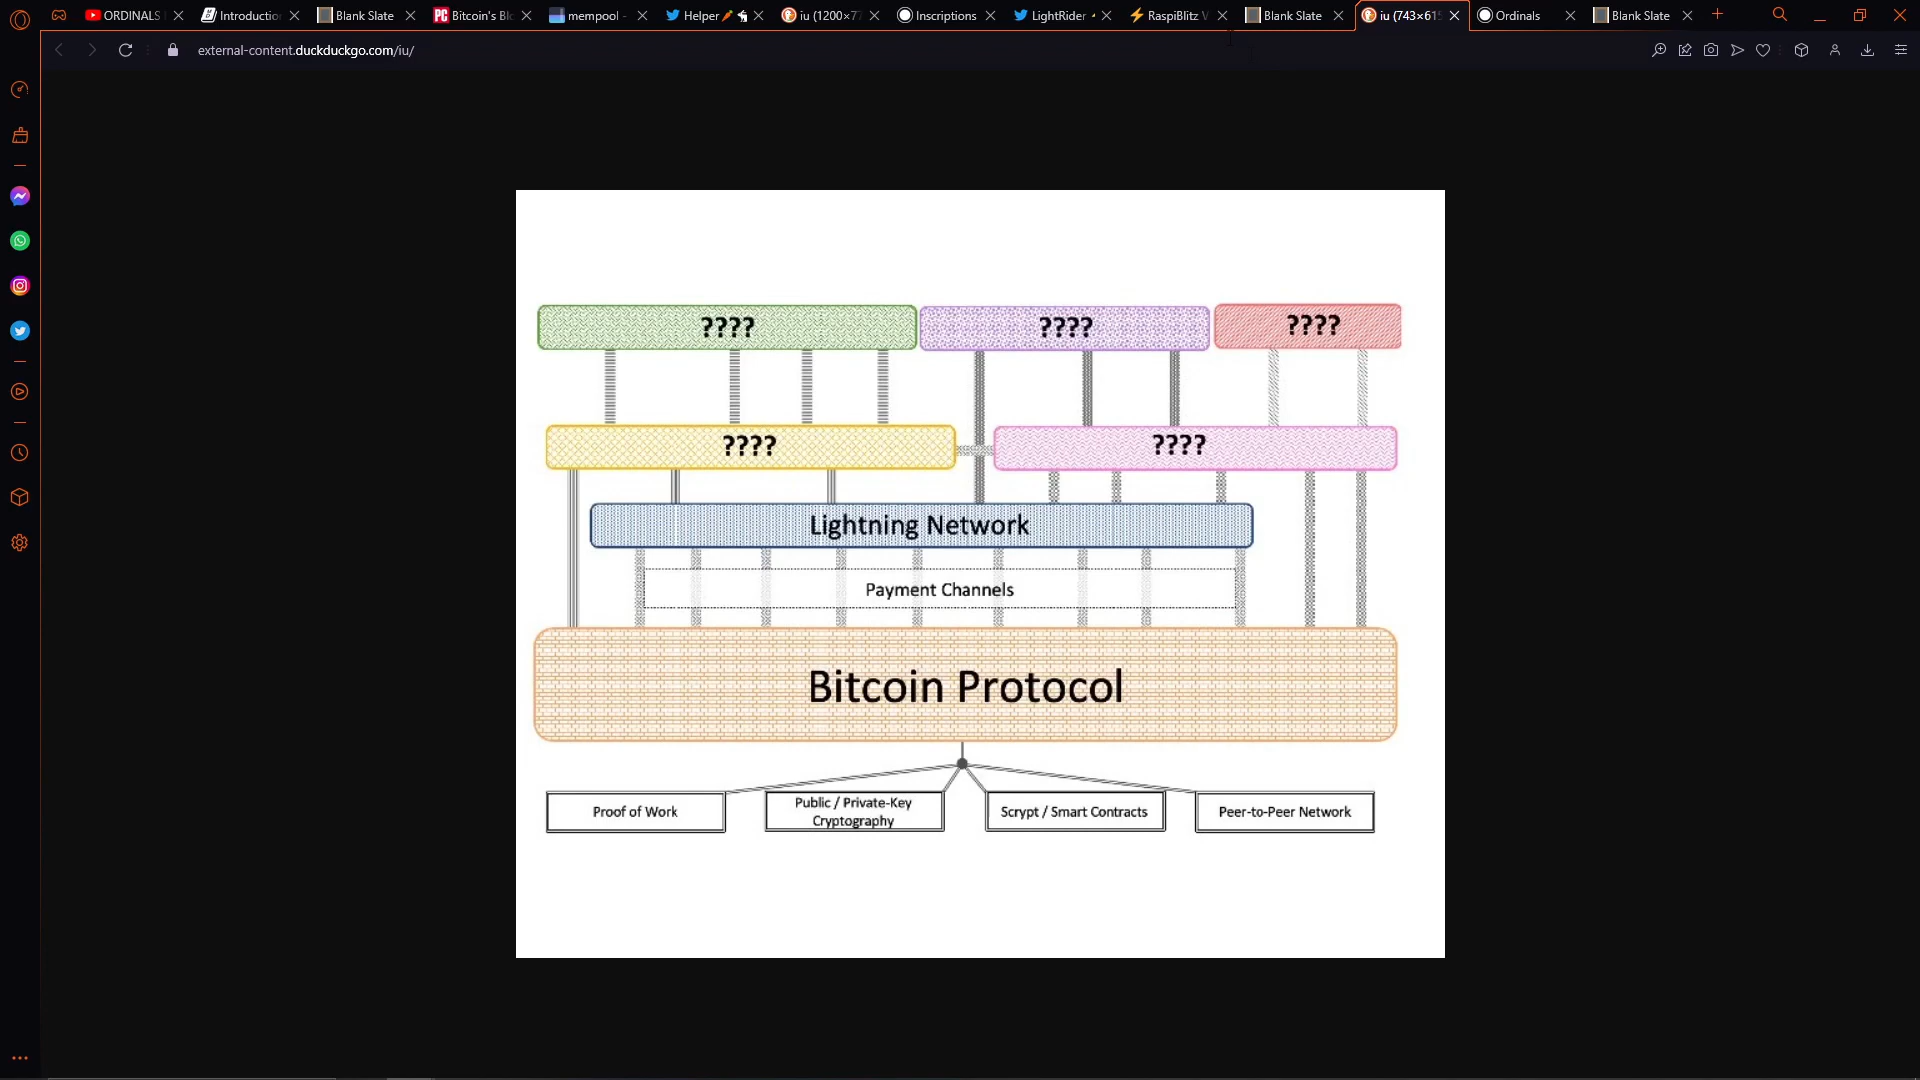 ORDINALS
Introductio
Blank Slate
Bitcoin's Bl
mempool -
Helper
iu (1200×7
Inscriptions
LightRider
RaspiBlitz
Blank Slate
iu (743×61
Ordinals
Blank Slate
external-content.duckduckgo.com/iu/
????
????
????
????
????
Lightning Network
Payment Channels
Bitcoin Protocol
Proof of Work
Public / Private-Key
Cryptography
Scrypt / Smart Contracts
Peer-to-Peer Network